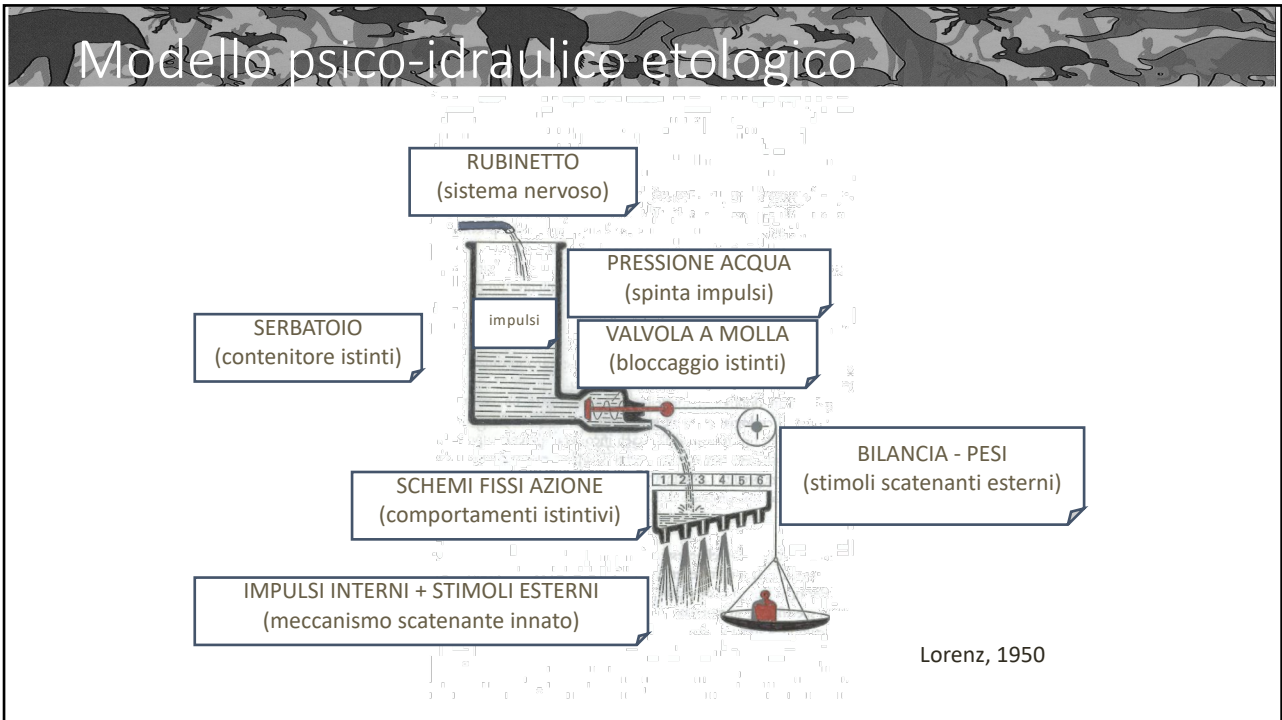 Modello psico-idraulico etologico
RUBINETTO
(sistema nervoso)
PRESSIONE ACQUA
(spinta impulsi)
impulsi
SERBATOIO
(contenitore istinti)
VALVOLA A MOLLA
(bloccaggio istinti)
BILANCIA - PESI
(stimoli scatenanti esterni)
SCHEMI FISSI AZIONE
(comportamenti istintivi)
1 2 3 4 5 6
IMPULSI INTERNI + STIMOLI ESTERNI
(meccanismo scatenante innato)
Lorenz, 1950